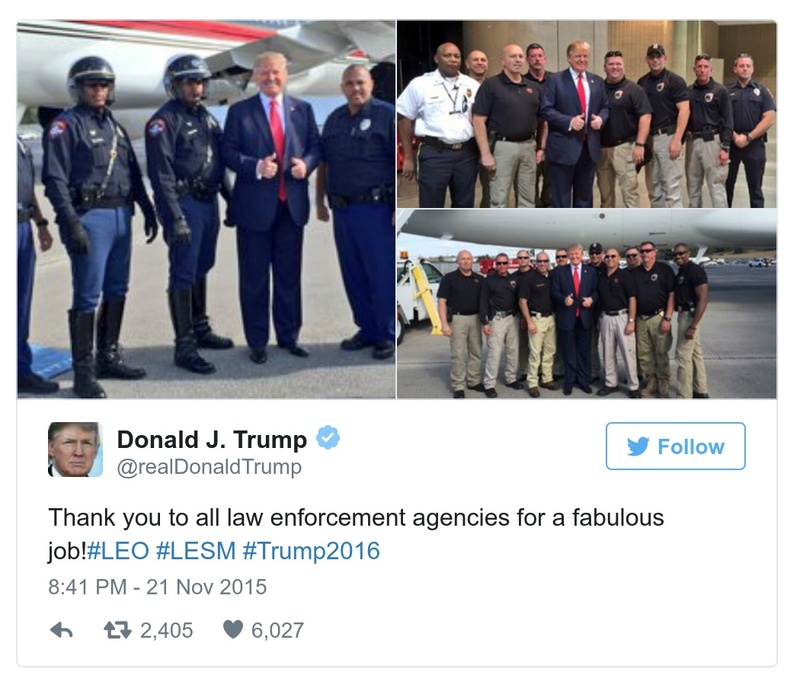 Donald J. Trump
@realDonaldTrump
Follow
Thank you to all law enforcement agencies for a fabulous
job!#LEO #LESM #Trump2016
8:41 PM - 21 Nov 2015
2,405 6,027